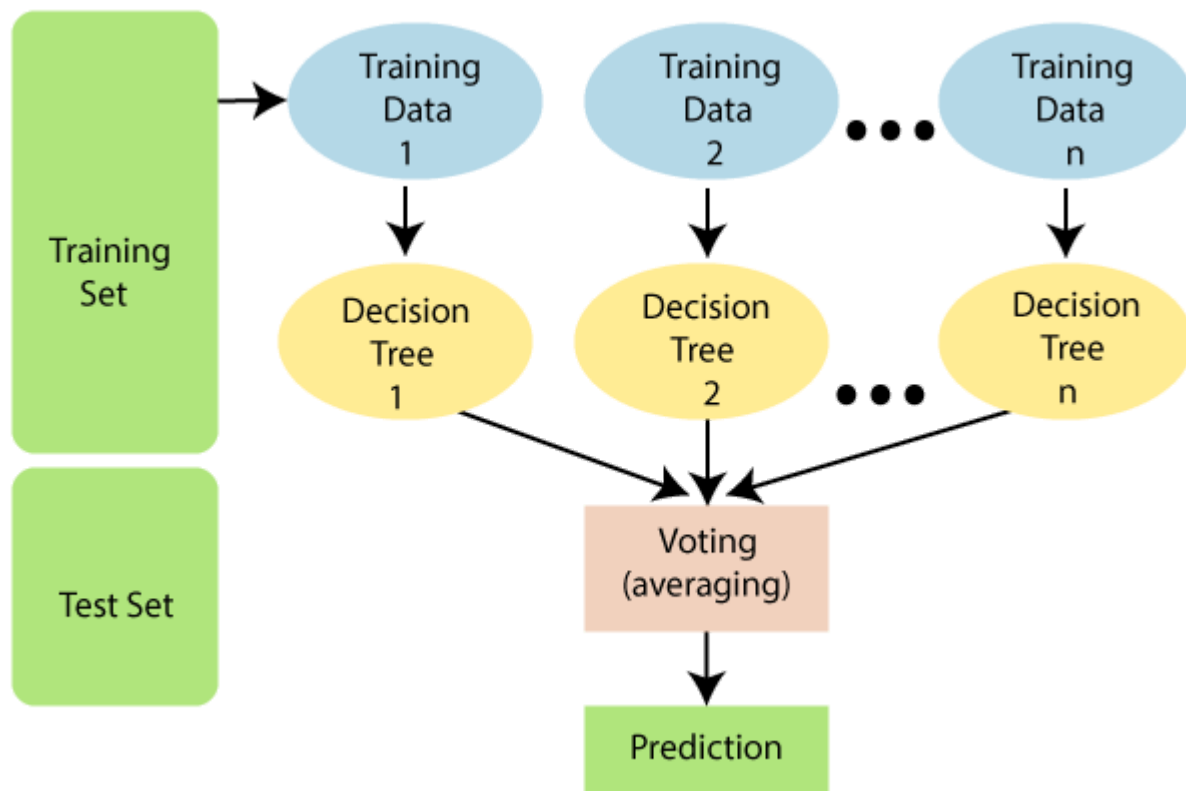 Training
Set
Test Set
Training
Data
1
Training
Data
2
Training
Data
n
Decision
Tree
1
Decision
Tree
2
Decision
Tree
n
Voting
(averaging)
Prediction